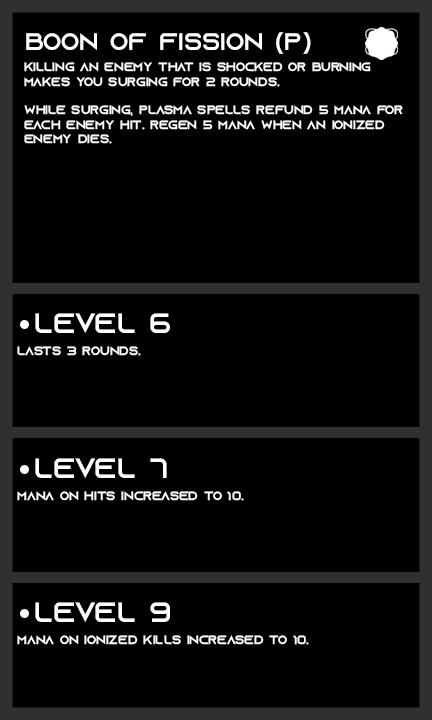 BOON OF FISSION (P)
KILLING AN ENEMY THAT IS SHOCKED OR BURNING
MAKES YOU SURGING FOR 2 ROUNDS.
WHILE SURGING, PLASMA SPELLS REFUND 5 MANA FOR
EACH ENEMY HIT. REGEN 5 MANA WHEN AN IONIZED
ENEMY DIES.
•LEVEL 6
LASTS 3 ROUNDS.
•LEVEL 7
MANA ON HITS INCREASED TO 10.
•LEVEL 9
MANA ON IONIZED KILLS INCREASED TO 10.